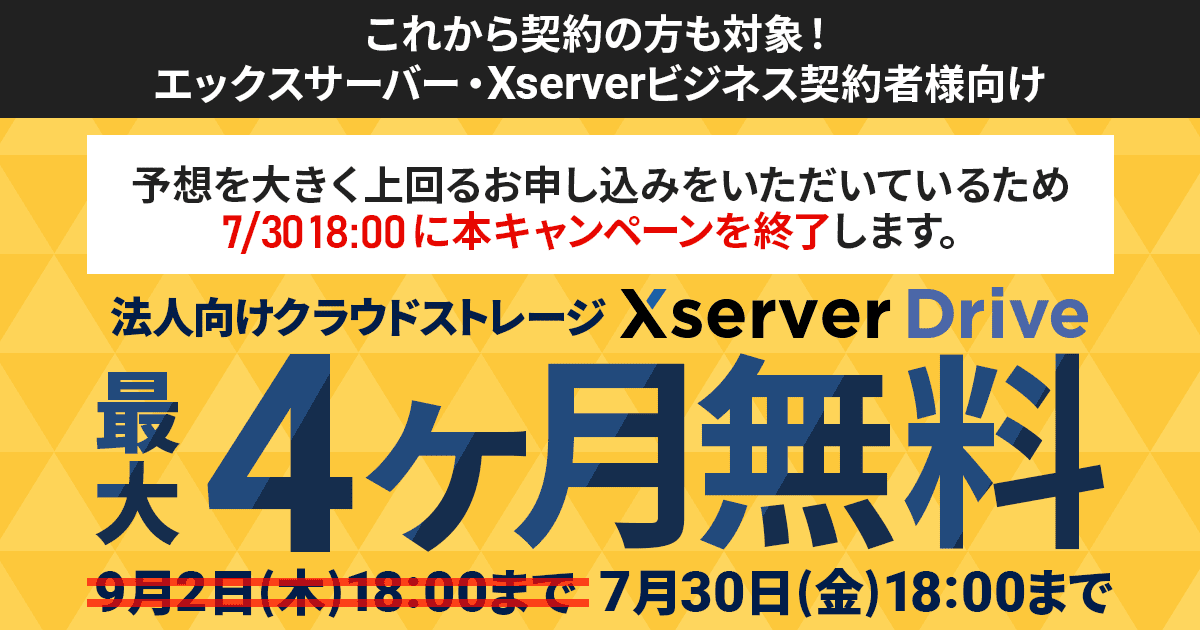 これから契約の方も対象！
エックスサーバー・Xserverビジネス契約者様向け
予想を大きく上回るお申し込みをいただいているため
7/30 18:00 に本キャンペーンを終了します。
法人向けクラウドストレージ Xserver Drive
最大4ヶ月無料
9月2日(木)18:00まで 7月30日(金)18:00まで